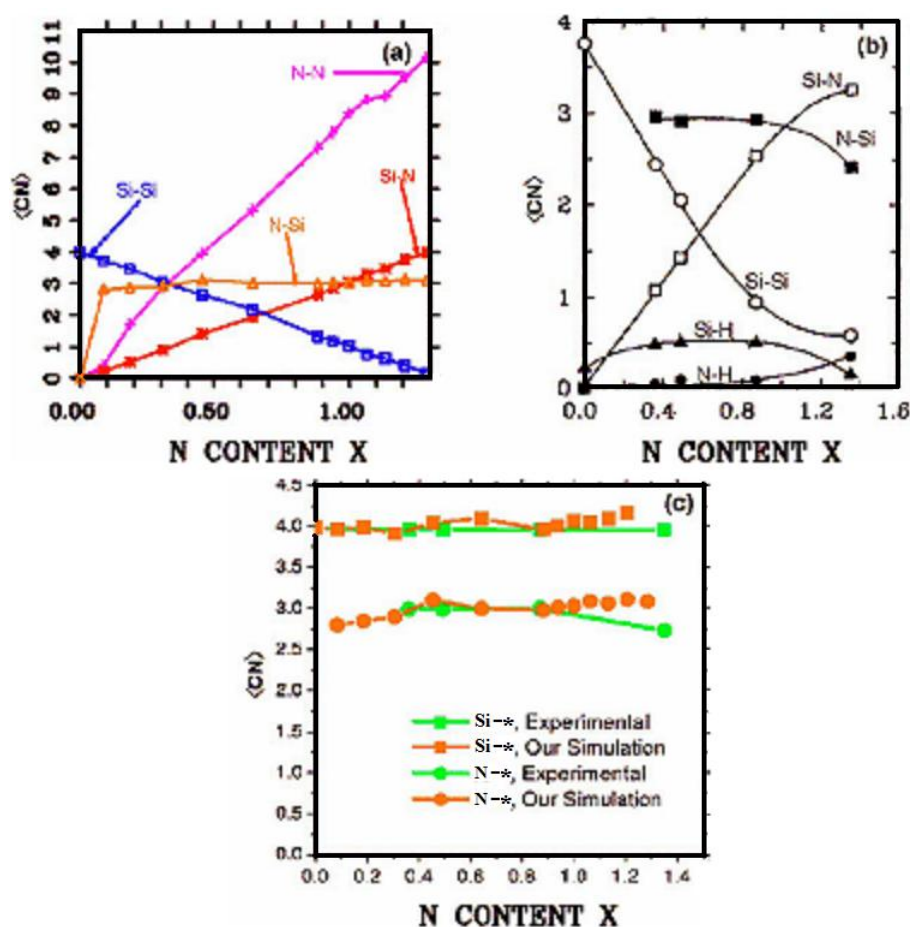 (a)
11
10
9
8
7
6
5
4
3
2
1
0
⟨CN⟩
N-N
Si-Si
Si-N
N-Si
0.00 0.50 1.00
N CONTENT X
(b)
4
3
2
1
0
⟨CN⟩
Si-N
N-Si
Si-Si
Si-H
N-H
0.0 0.4 0.8 1.2 1.6
N CONTENT X
(c)
4.5
4.0
3.5
3.0
2.5
2.0
1.5
1.0
0.5
0.0
⟨CN⟩
Si-*, Experimental
Si-*, Our Simulation
N-*, Experimental
N-*, Our Simulation
0.0 0.2 0.4 0.6 0.8 1.0 1.2 1.4
N CONTENT X